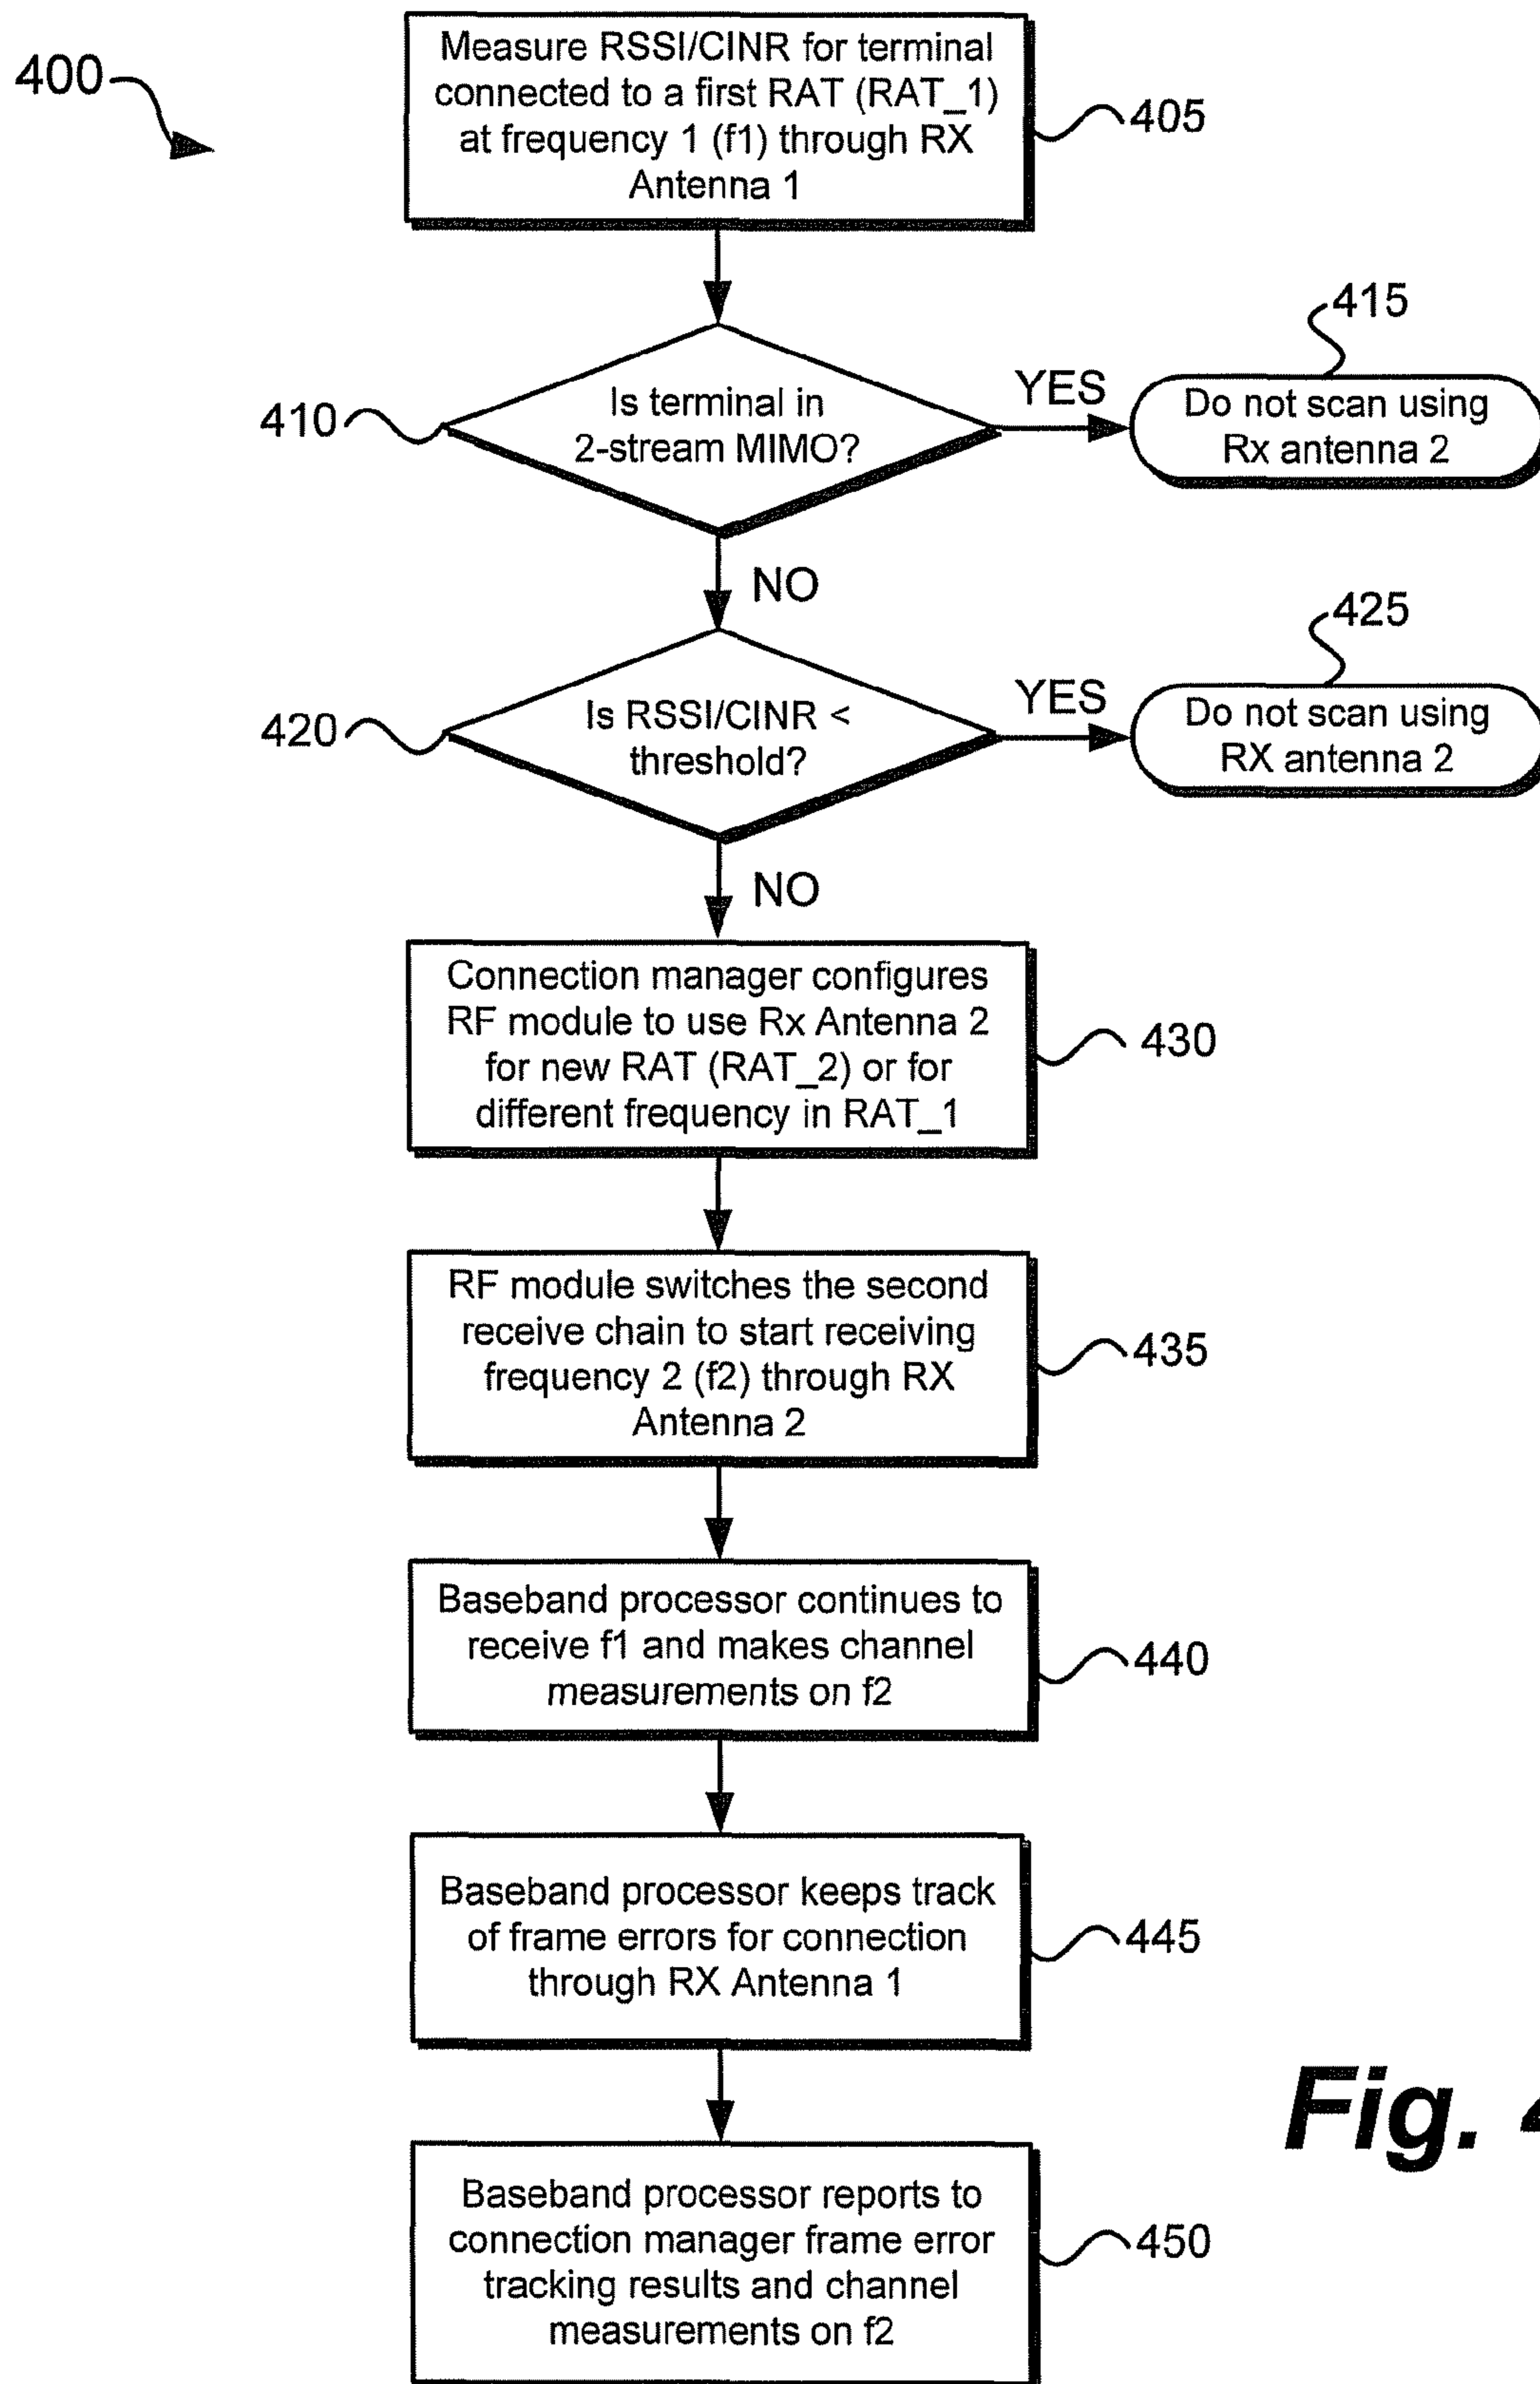 400
Measure RSSI/CINR for terminal
connected to a first RAT (RAT_1)
at frequency 1 (f1) through RX
Antenna 1
405
Is terminal in
2-stream MIMO?
410
YES
415
Do not scan using
Rx antenna 2
NO
Is RSSI/CINR <
threshold?
420
YES
425
Do not scan using
RX antenna 2
NO
Connection manager configures
RF module to use Rx Antenna 2
for new RAT (RAT_2) or for
different frequency in RAT_1
430
RF module switches the second
receive chain to start receiving
frequency 2 (f2) through RX
Antenna 2
435
Baseband processor continues to
receive f1 and makes channel
measurements on f2
440
Baseband processor keeps track
of frame errors for connection
through RX Antenna 1
445
Baseband processor reports to
connection manager frame error
tracking results and channel
measurements on f2
450
Fig.